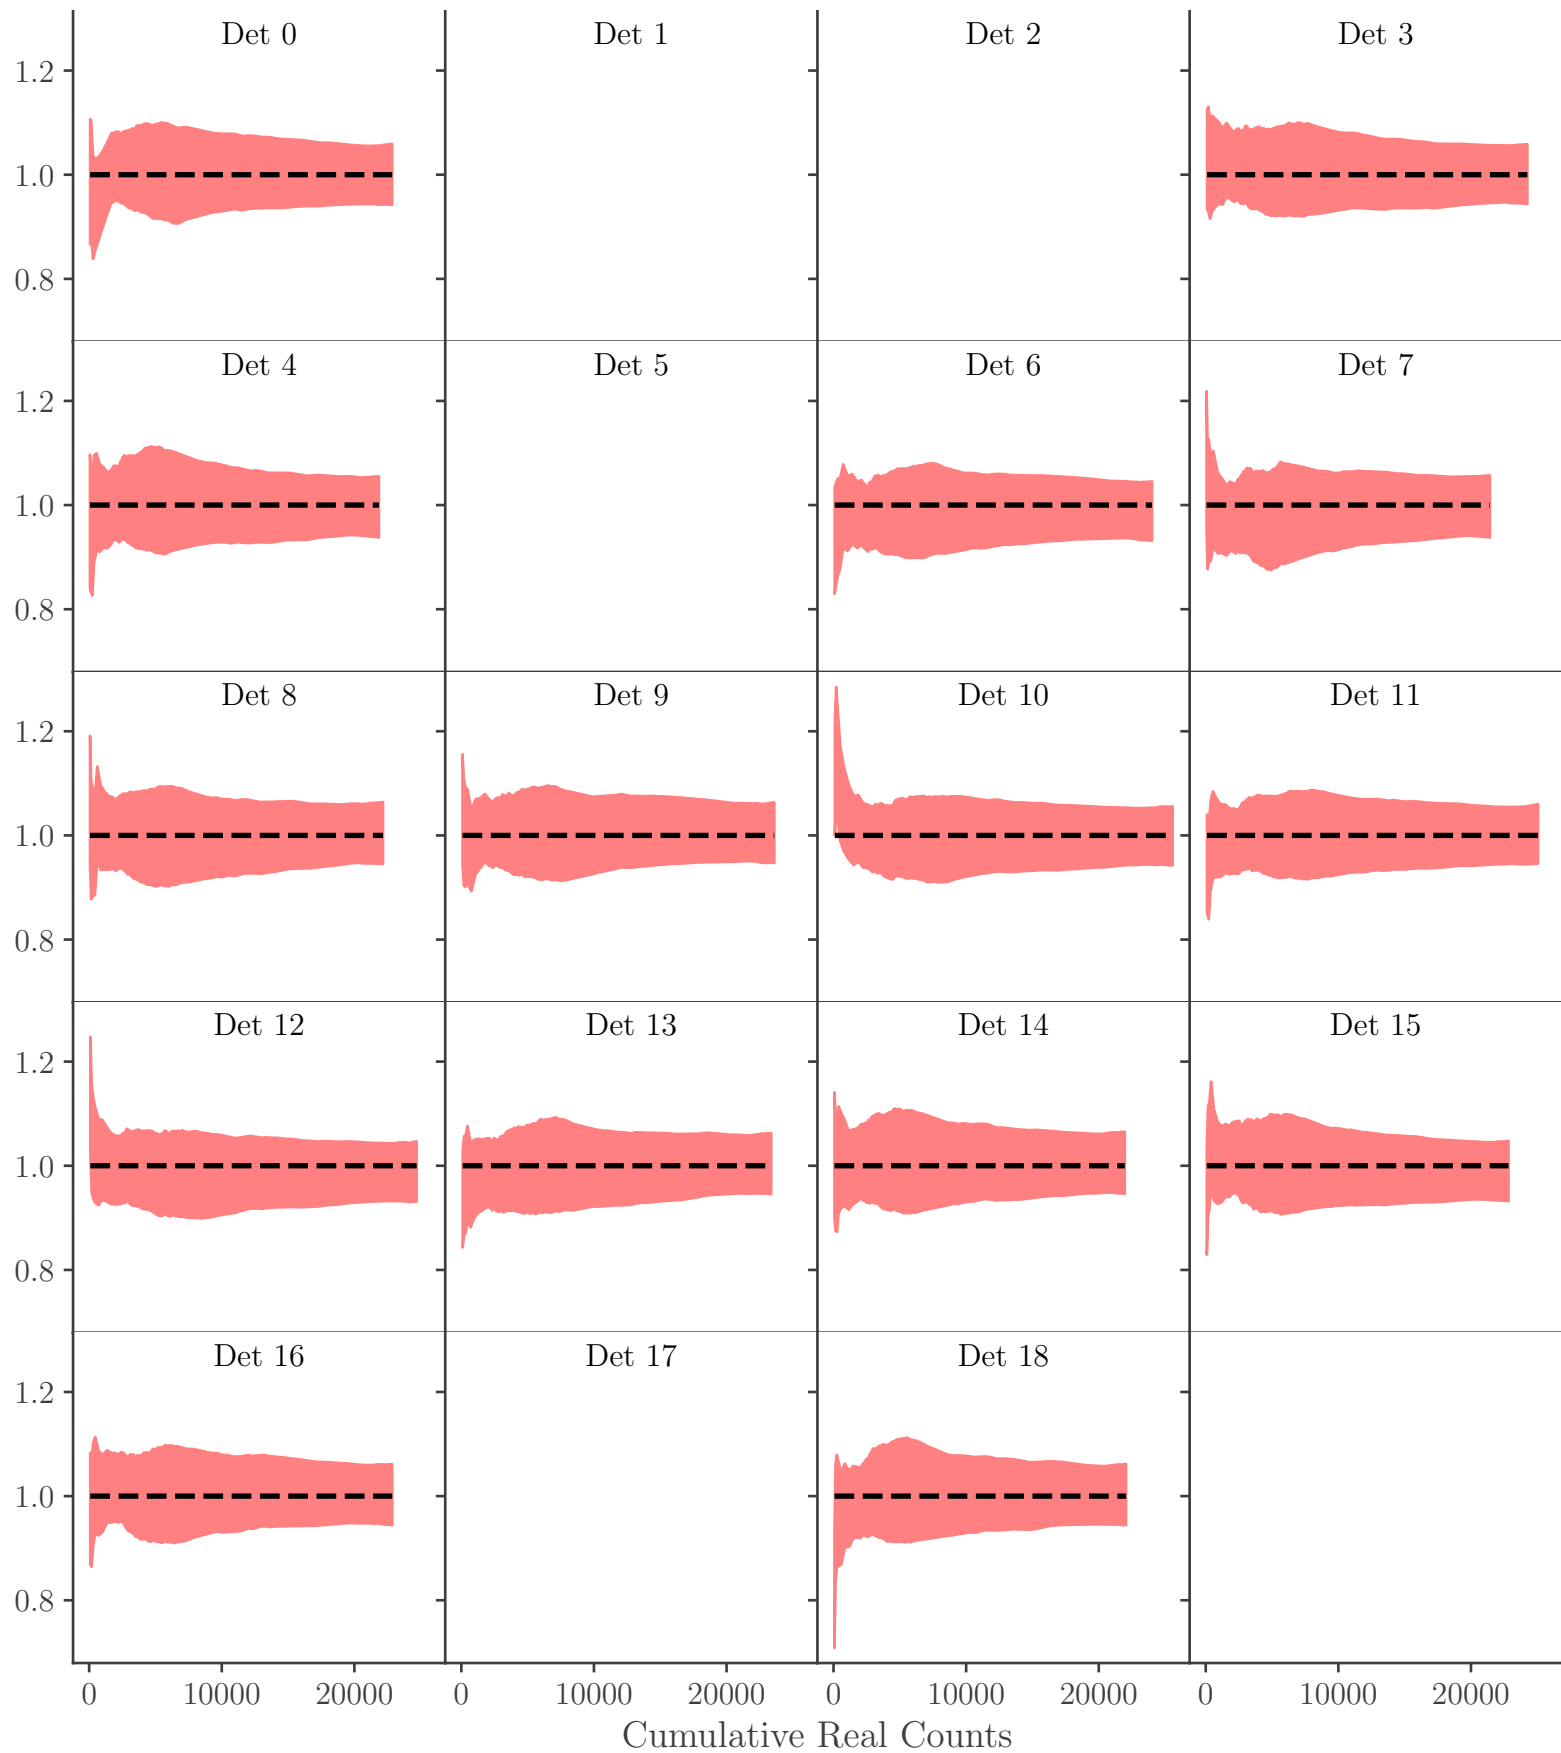 Det 0 Det 1 Det 2 Det 3
1.2
1.0
0.8
Det 4 Det 5 Det 6 Det 7
1.2
1.0
0.8
Det 8 Det 9 Det 10 Det 11
1.2
1.0
0.8
Det 12 Det 13 Det 14 Det 15
1.2
1.0
0.8
Det 16 Det 17 Det 18
1.2
1.0
0.8
0 10000 20000 0 10000 20000 0 10000 20000 0 10000 20000
Cumulative Real Counts